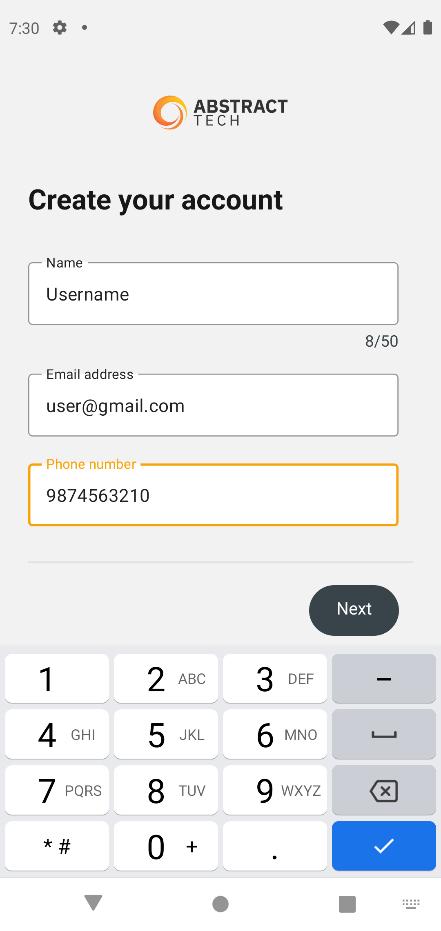 7:30
ABSTRACT
TECH
Create your account
Name
Username
8/50
Email address
user@gmail.com
Phone number
9874563210
Next
1 2 ABC 3 DEF –
4 GHI 5 JKL 6 MNO
7 PQRS 8 TUV 9 WXYZ
* # 0 + .